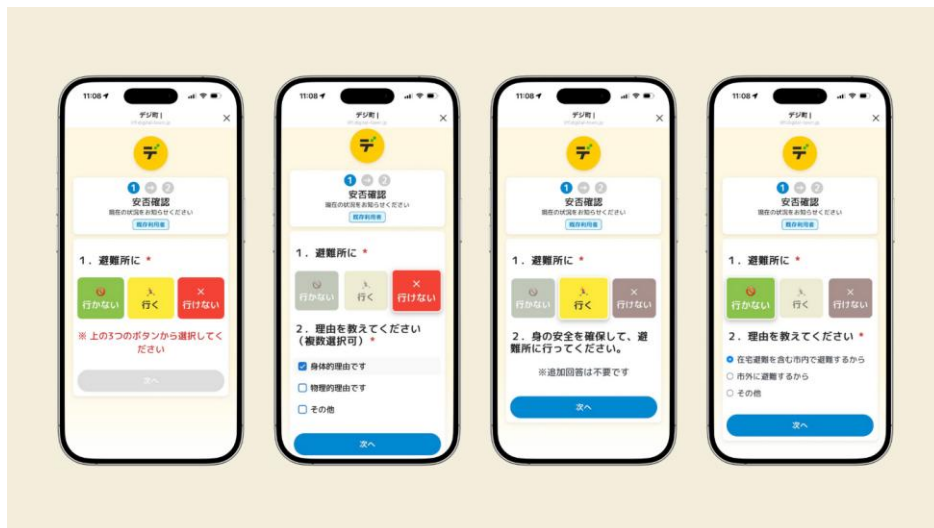 11:08
デジ町 |
デ
1
2
安否確認
現在の状況をお知らせください
既存利用者
1. 避難所に *
行かない
行く
行けない
※ 上の3つのボタンから選択してく
ださい
次へ
11:08
デジ町 |
デ
1
2
安否確認
現在の状況をお知らせください
既存利用者
1. 避難所に *
行かない
行く
行けない
2. 理由を教えてください
(複数選択可) *
身体的理由です
物理的理由です
その他
次へ
11:08
デジ町 |
デ
1
2
安否確認
現在の状況をお知らせください
既存利用者
1. 避難所に *
行かない
行く
行けない
2. 身の安全を確保して、避
難所に行ってください。
※追加回答は不要です
次へ
11:08
デジ町 |
デ
1
2
安否確認
現在の状況をお知らせください
既存利用者
1. 避難所に *
行かない
行く
行けない
2. 理由を教えてください *
在宅避難を含む市内で避難するから
市外に避難するから
その他
次へ